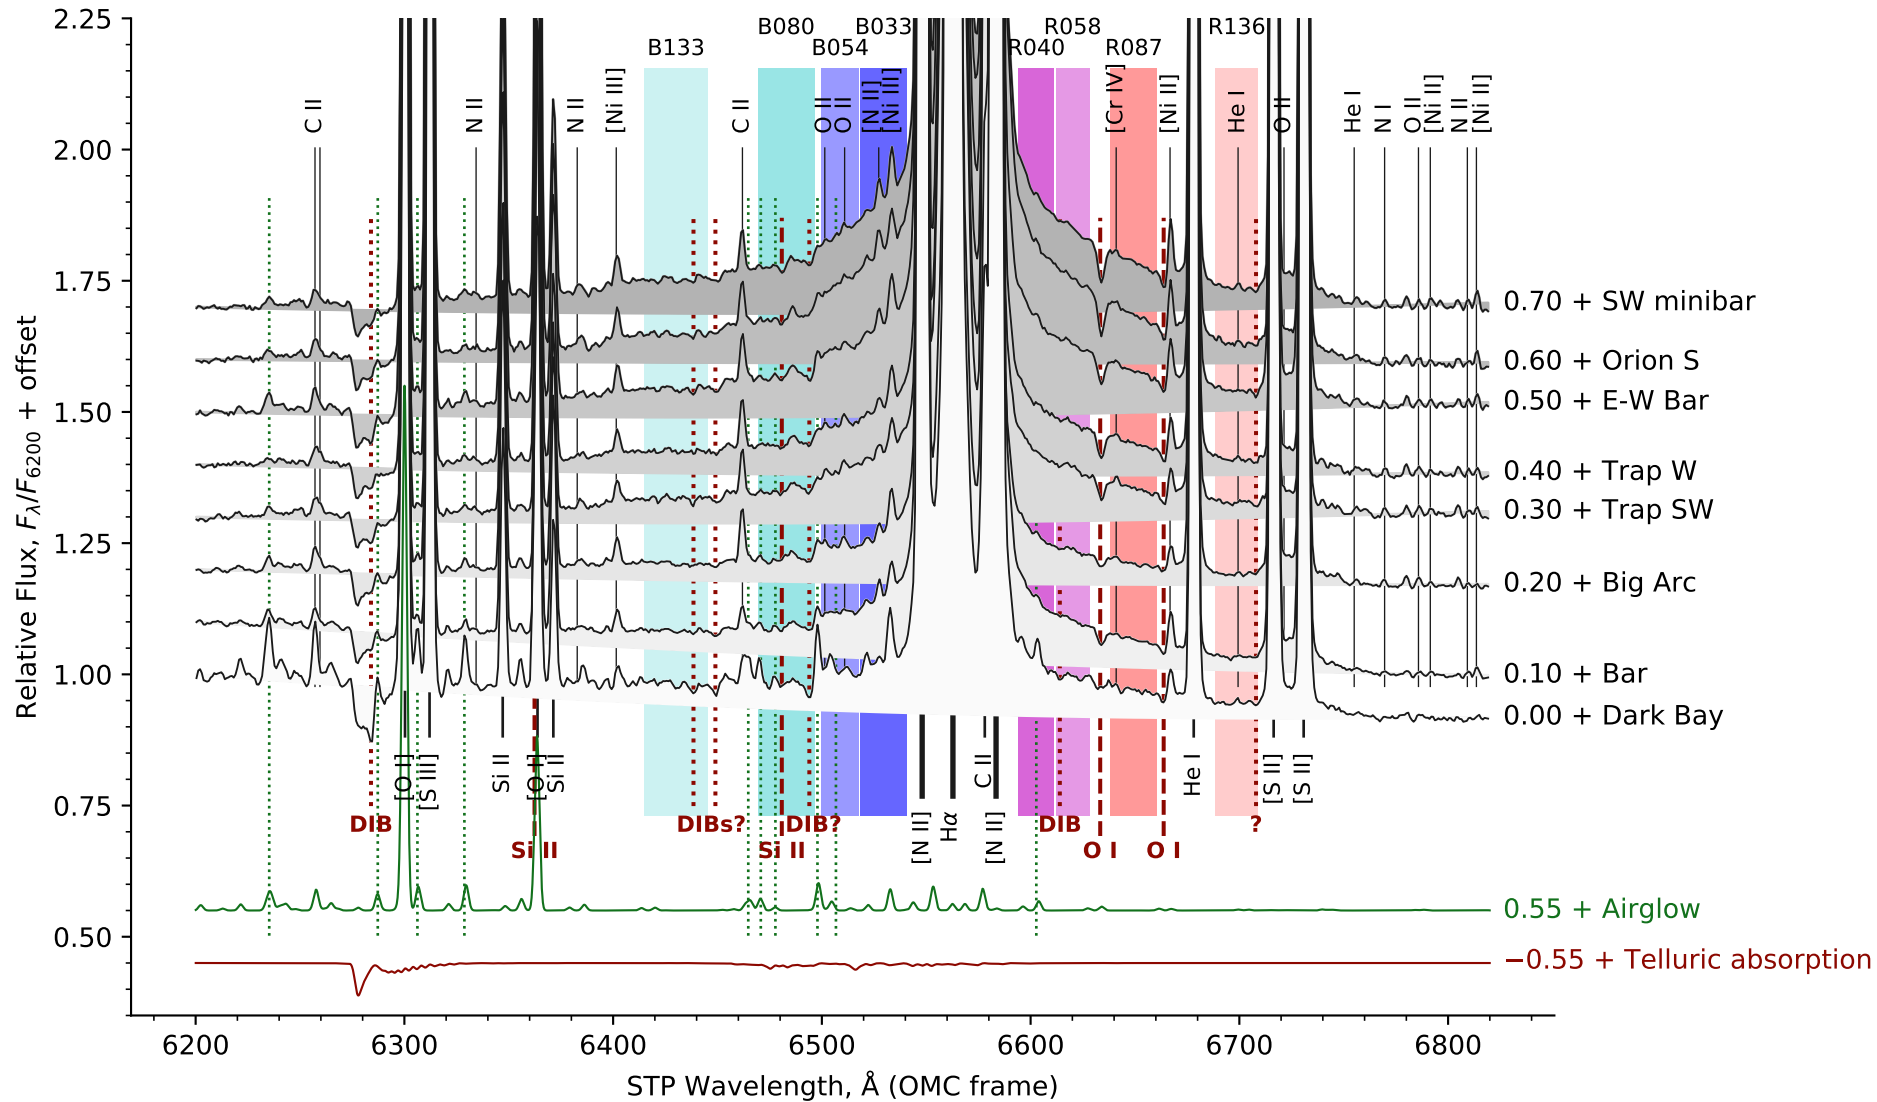 2.25
2.00
1.75
1.50
1.25
1.00
0.75
0.50
Relative Flux, Fλ/F6200 + offset
B080 B033 R058
B133 B054 R040 R087 R136
C II
N II
N II
[Ni III]
C II
O II
O II
[N II]
[Ni III]
[Cr IV]
[Ni II]
He I
O II
He I
N I
O II
[Ni II]
N II
[Ni II]
0.70 + SW minibar
0.60 + Orion S
0.50 + E-W Bar
0.40 + Trap W
0.30 + Trap SW
0.20 + Big Arc
0.10 + Bar
0.00 + Dark Bay
[O I]
[S III]
Si II
[O I]
Si II
[N II]
Hα
C II
[N II]
He I
[S II]
[S II]
DIB DIBs? DIB? DIB ?
Si II Si II O I O I
0.55 + Airglow
−0.55 + Telluric absorption
6200 6300 6400 6500 6600 6700 6800
STP Wavelength, Å (OMC frame)